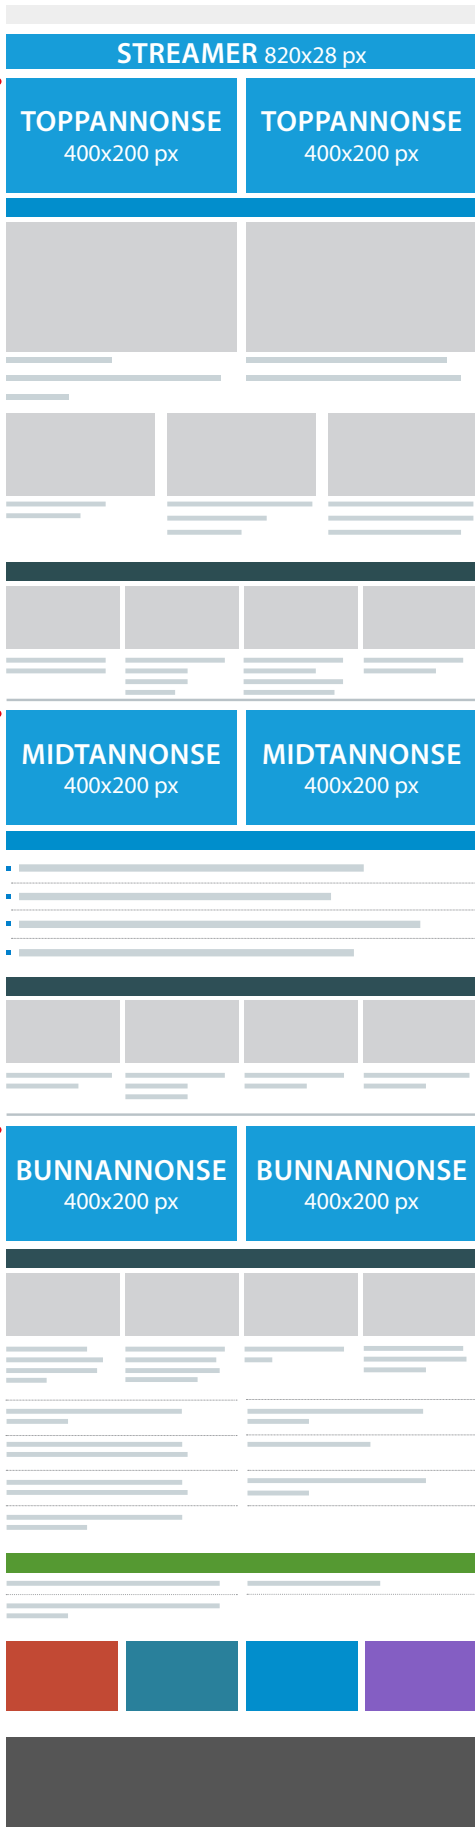 STREAMER 820x28 px
TOPPANNONSE TOPPANNONSE
400x200 px 400x200 px
MIDTANNONSE MIDTANNONSE
400x200 px 400x200 px
BUNNANNONSE BUNNANNONSE
400x200 px 400x200 px